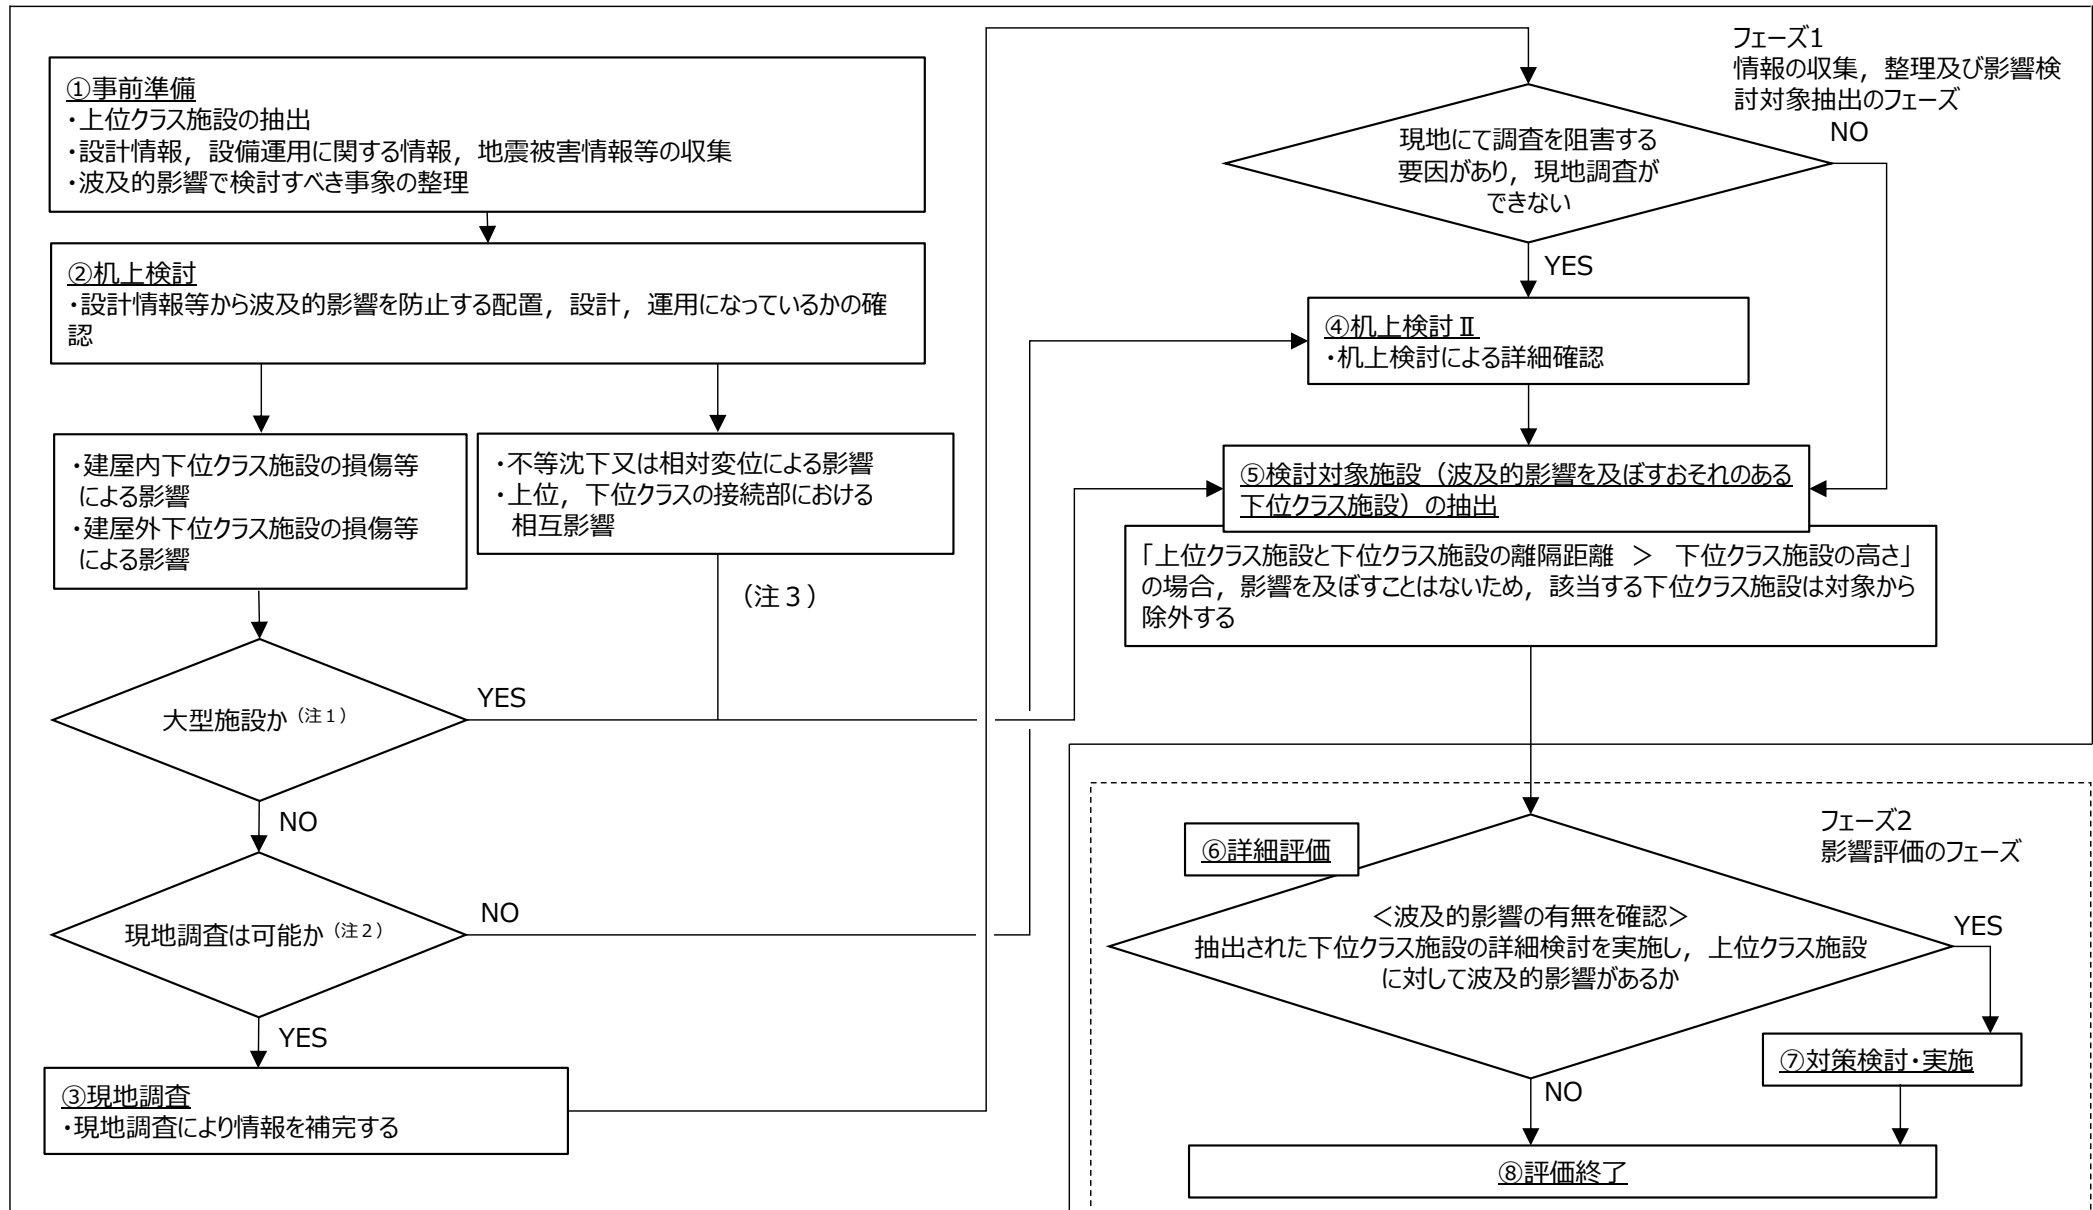 ①事前準備
・上位クラス施設の抽出
・設計情報，設備運用に関する情報，地震被害情報等の収集
・波及的影響で検討すべき事象の整理
②机上検討
・設計情報等から波及的影響を防止する配置，設計，運用になっているかの確
認
・建屋内下位クラス施設の損傷等
による影響
・建屋外下位クラス施設の損傷等
による影響
・不等沈下又は相対変位による影響
・上位，下位クラスの接続部における
相互影響
（注３）
大型施設か（注１）
YES
NO
現地調査は可能か（注２）
NO
YES
③現地調査
・現地調査により情報を補完する
フェーズ1
情報の収集，整理及び影響検
討対象抽出のフェーズ
現地にて調査を阻害する
要因があり，現地調査が
できない
NO
YES
④机上検討Ⅱ
・机上検討による詳細確認
⑤検討対象施設（波及的影響を及ぼすおそれのある
下位クラス施設）の抽出
「上位クラス施設と下位クラス施設の離隔距離 ＞ 下位クラス施設の高さ」
の場合，影響を及ぼすことはないため，該当する下位クラス施設は対象から
除外する
フェーズ2
影響評価のフェーズ
⑥詳細評価
＜波及的影響の有無を確認＞
抽出された下位クラス施設の詳細検討を実施し，上位クラス施設
に対して波及的影響があるか
YES
NO
⑦対策検討・実施
⑧評価終了